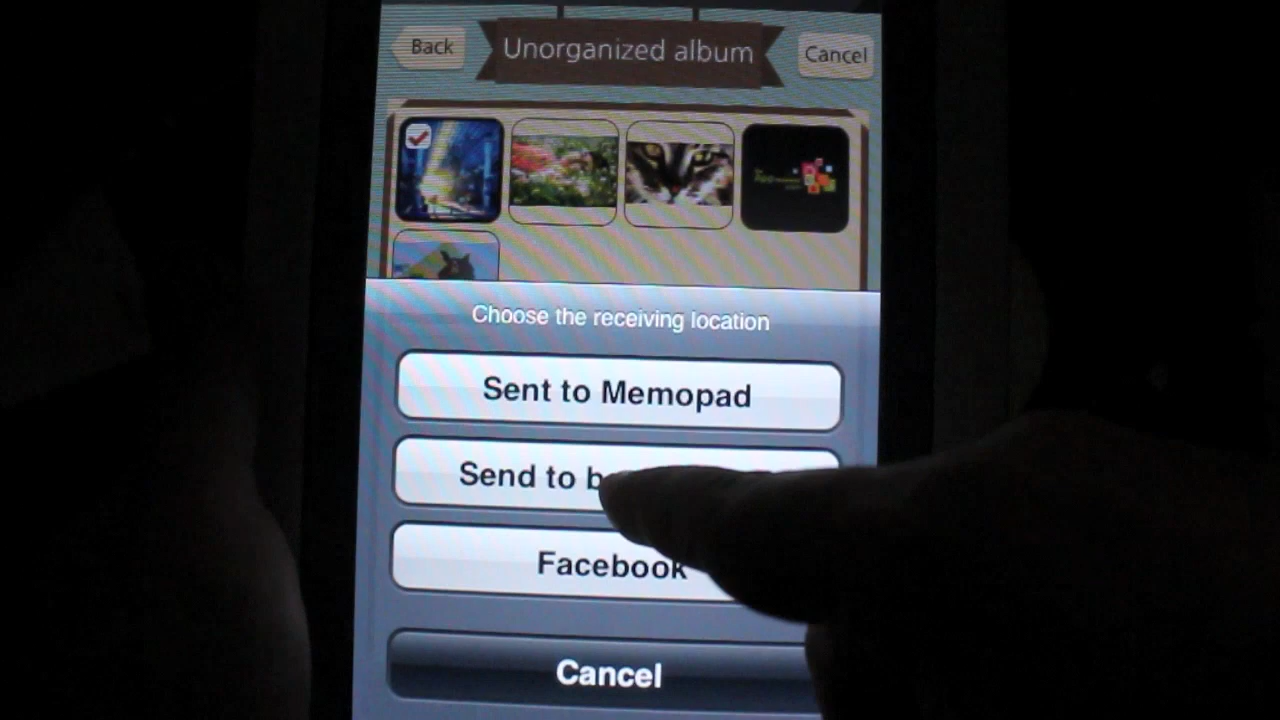 Back
Unorganized album
Cancel
Choose the receiving location
Sent to Memopad
Send to
Facebook
Cancel